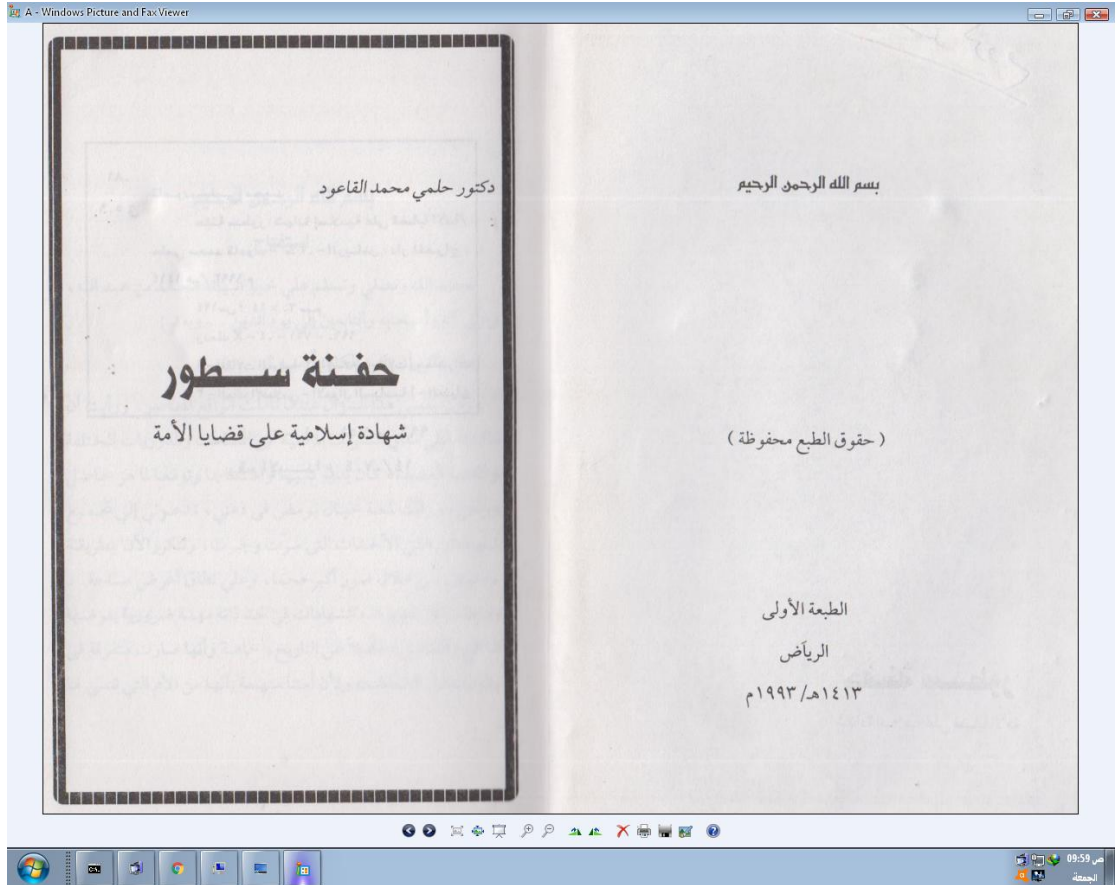 A - Windows Picture and Fax Viewer
بسم الله الرحمن الرحيم
( حقوق الطبع محفوظة )
الطبعة الأولى
الرياض
١٤١٣هـ/١٩٩٣م
دكتور حلمي محمد القاعود
حفنة سطور
شهادة إسلامية على قضايا الأمة
09:59 ص
الجمعة